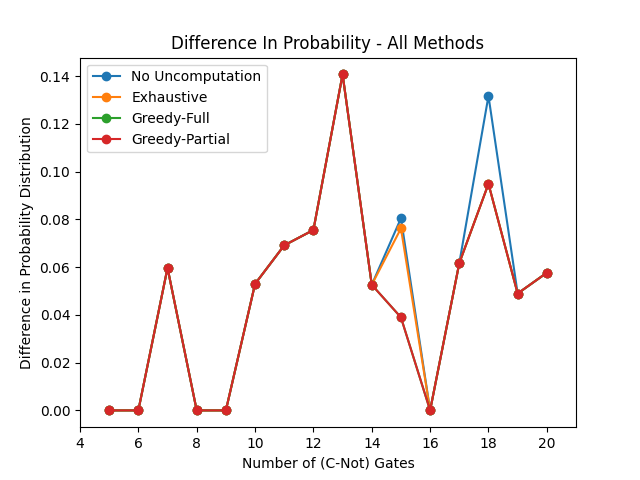 Difference In Probability - All Methods
No Uncomputation
Exhaustive
Greedy-Full
Greedy-Partial
Difference in Probability Distribution
0.14
0.12
0.10
0.08
0.06
0.04
0.02
0.00
4 6 8 10 12 14 16 18 20
Number of (C-Not) Gates